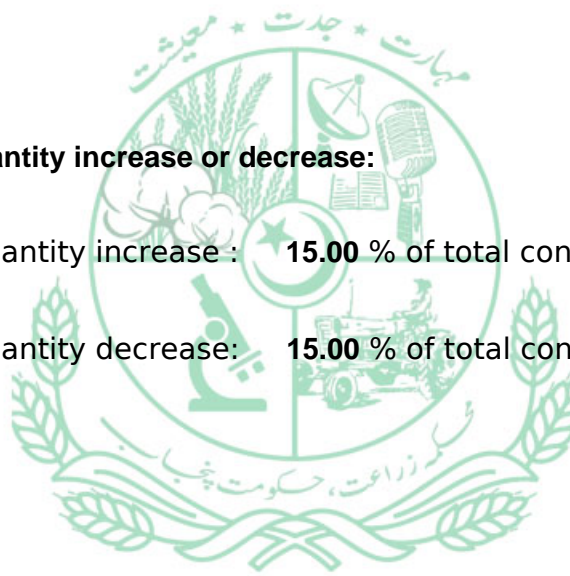 مہارت ٭ جدت ٭ معیشت
antity increase or decrease:
antity increase : 15.00 % of total con
antity decrease: 15.00 % of total con
محکمہ زراعت، حکومت پنجاب